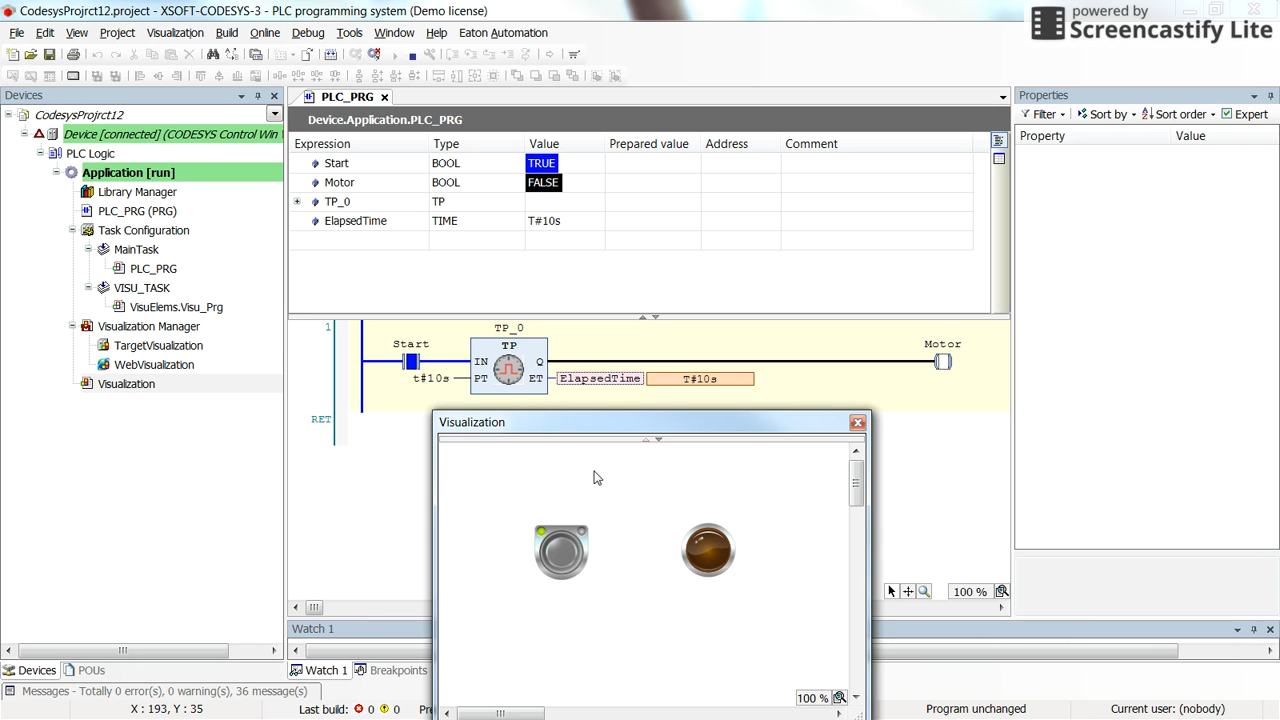 CodesysProjrct12.project - XSOFT-CODESYS-3 - PLC programming system (Demo license)
powered by
Screencastify Lite
File Edit View Project Visualization Build Online Debug Tools Window Help Eaton Automation
Devices
CodesysProjrct12
Device [connected] (CODESYS Control Win V
PLC Logic
Application [run]
Library Manager
PLC_PRG (PRG)
Task Configuration
MainTask
PLC_PRG
VISU_TASK
VisuElems.Visu_Prg
Visualization Manager
TargetVisualization
WebVisualization
Visualization
Devices POUs
PLC_PRG
Device.Application.PLC_PRG
Expression Type Value Prepared value Address Comment
Start BOOL TRUE
Motor BOOL FALSE
TP_0 TP
ElapsedTime TIME T#10s
1
TP_0
Start TP Motor
IN Q
t#10s PT ET ElapsedTime T#10s
RET
100 %
Visualization
100 %
Watch 1
Watch 1 Breakpoints
Properties
Filter Sort by Sort order Expert
Property Value
Messages - Totally 0 error(s), 0 warning(s), 36 message(s)
X : 193, Y : 35 Last build: 0 0 Program unchanged Current user: (nobody)